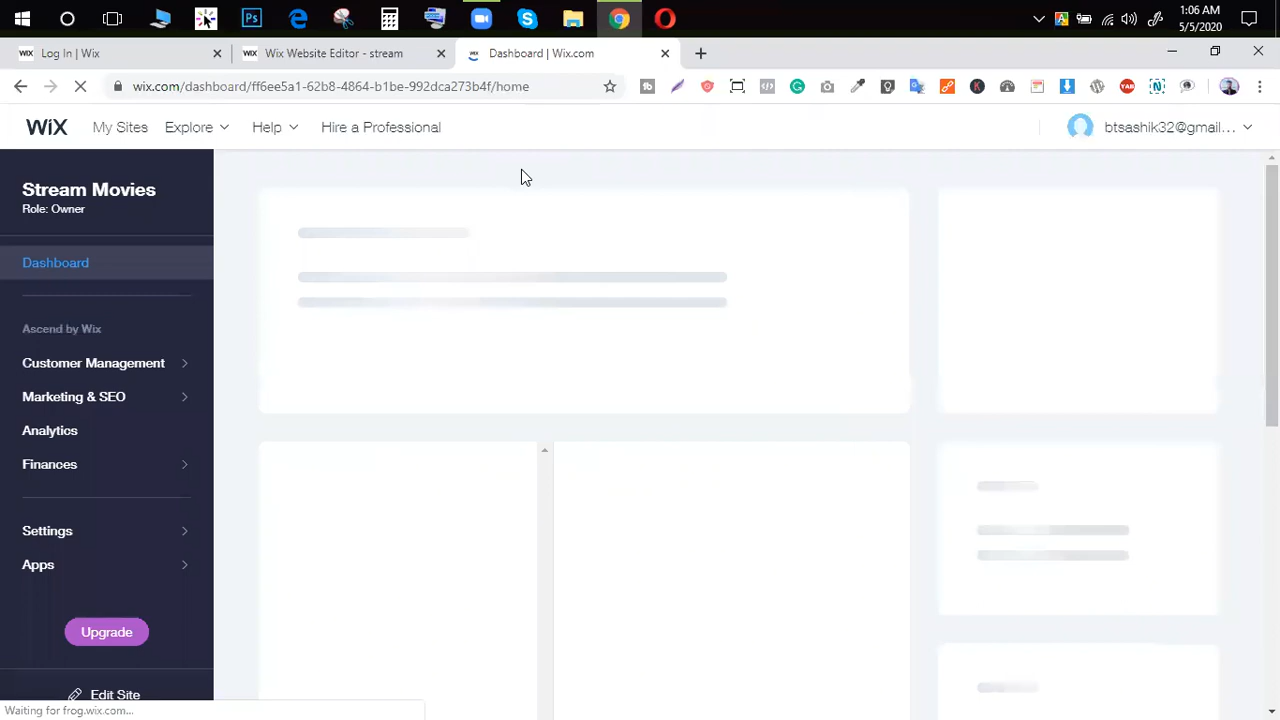 1:06 AM
5/5/2020
WIX Log In | Wix
WIX Wix Website Editor - stream
Dashboard | Wix.com
wix.com/dashboard/ff6ee5a1-62b8-4864-b1be-992dca273b4f/home
WIX My Sites Explore Help Hire a Professional btsashik32@gmail...
Stream Movies
Role: Owner
Dashboard
Ascend by Wix
Customer Management
Marketing & SEO
Analytics
Finances
Settings
Apps
Upgrade
Edit Site
Waiting for frog.wix.com...